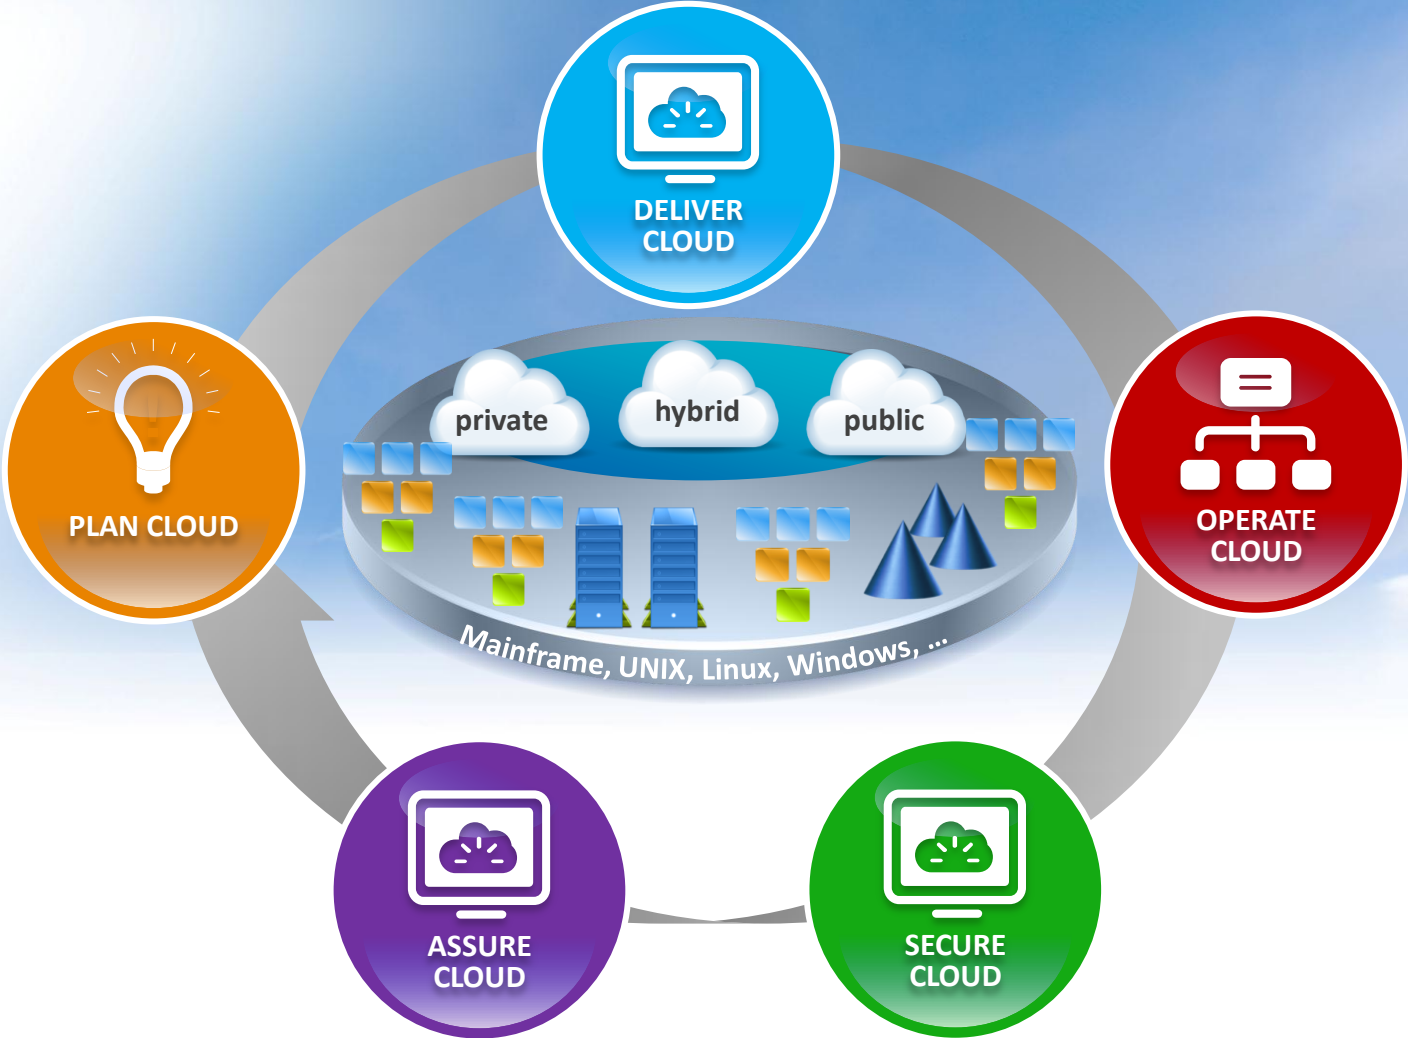 DELIVER
CLOUD
private
hybrid
public
PLAN CLOUD
OPERATE
CLOUD
Mainframe, UNIX, Linux, Windows, ...
ASSURE
CLOUD
SECURE
CLOUD